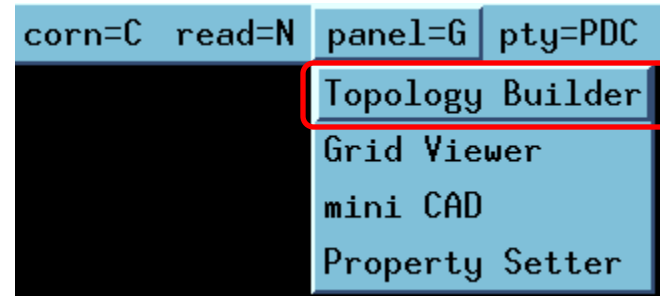 corn=C read=N panel=G pty=PDC
Topology Builder
Grid Viewer
mini CAD
Property Setter